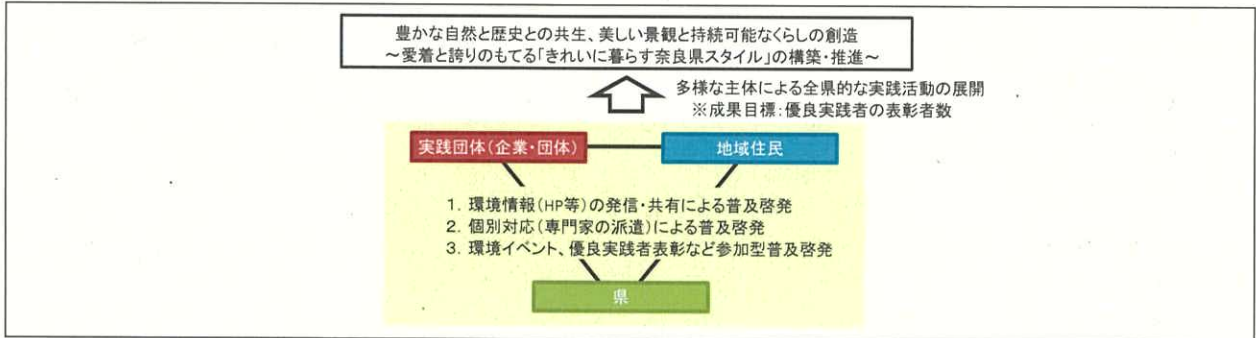 豊かな自然と歴史との共生、美しい景観と持続可能なくらしの創造
～愛着と誇りのもてる「きれいに暮らす奈良県スタイル」の構築・推進～
多様な主体による全県的な実践活動の展開
※成果目標:優良実践者の表彰者数
実践団体(企業・団体)
地域住民
1. 環境情報(HP等)の発信・共有による普及啓発
2. 個別対応(専門家の派遣)による普及啓発
3. 環境イベント、優良実践者表彰など参加型普及啓発
県